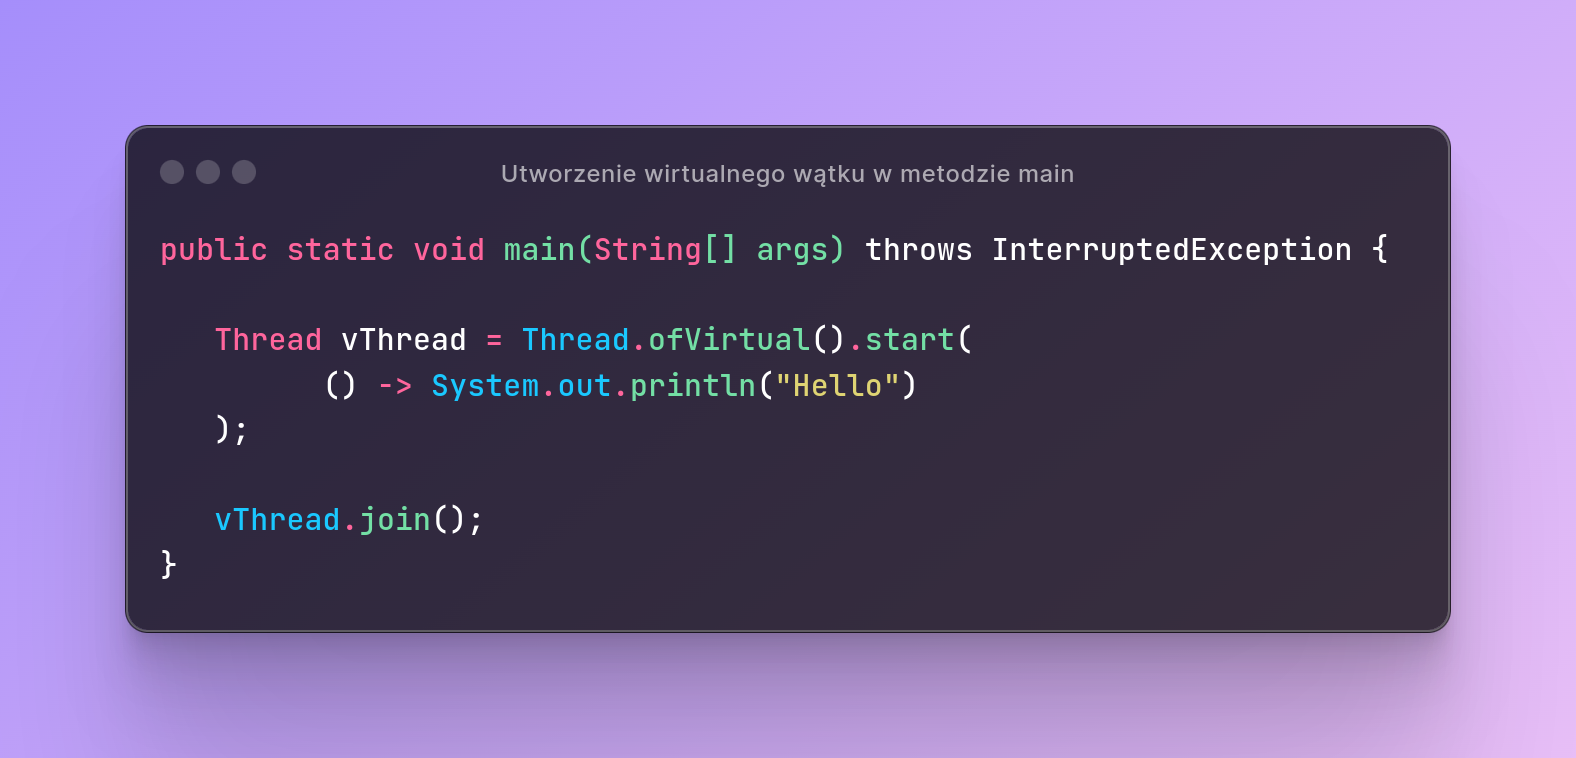 Utworzenie wirtualnego wątku w metodzie main
public static void main(String[] args) throws InterruptedException {
Thread vThread = Thread.ofVirtual().start(
() -> System.out.println("Hello")
);
vThread.join();
}